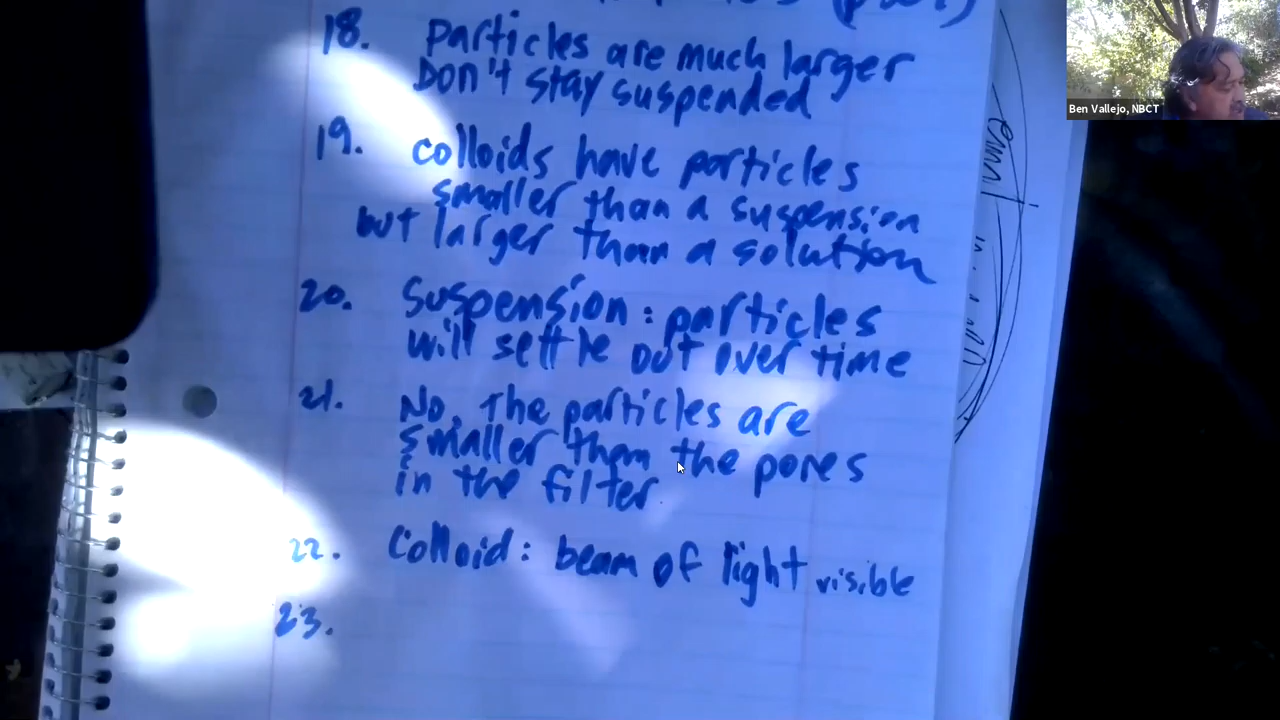 18. Particles are much larger
Don't stay suspended
19. colloids have particles
smaller than a suspension
but larger than a solution
20. Suspension: particles
will settle out over time
21. No, the particles are
smaller than the pores
in the filter.
22. Colloid: beam of light visible
23.
Ben Vallejo, NBCT